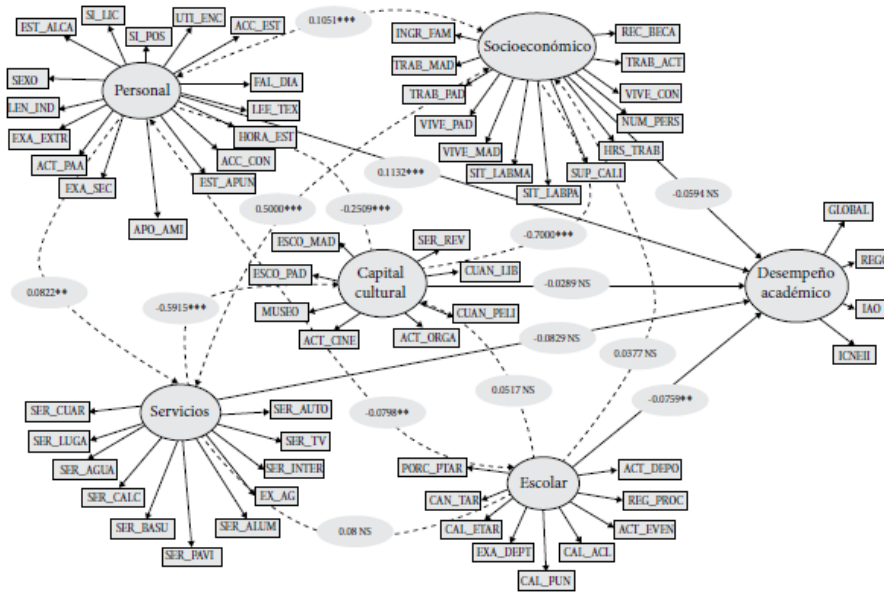 EST_ALCA
SI_LIC
SI_POS
UTI_ENC
ACC_EST
SEXO
Personal
FAL_DIA
LEN_IND
LEE_TEX
EXA_EXTR
HORA_EST
ACT_PAA
ACC_CON
EXA_SEC
EST_APUN
APO_AMI
0.1051***
INGR_FAM
Socioeconómico
REC_BECA
TRAB_MAD
TRAB_ACT
TRAB_PAD
VIVE_CON
VIVE_PAD
NUM_PERS
VIVE_MAD
HRS_TRAB
SIT_LABMA
SUP_CALI
SIT_LABPA
0.1132***
-0.0594 NS
0.5000***
-0.2509***
-0.7000***
ESCO_MAD
SER_REV
ESCO_PAD
Capital
cultural
CUAN_LIB
MUSEO
CUAN_PELI
ACT_CINE
ACT_ORGA
GLOBAL
Desempeño
académico
REGU
IAO
ICNEII
0.0822**
-0.5915***
-0.0289 NS
-0.0829 NS
0.0377 NS
0.0517 NS
-0.0798**
-0.0759**
SER_CUAR
Servicios
SER_AUTO
SER_LUGA
SER_TV
SER_AGUA
SER_INTER
SER_CALC
EX_AG
SER_BASU
SER_ALUM
SER_PAVI
0.08 NS
PORC_PTAR
Escolar
ACT_DEPO
CAN_TAR
REG_PROC
CAL_ETAR
ACT_EVEN
EXA_DEPT
CAL_ACL
CAL_PUN